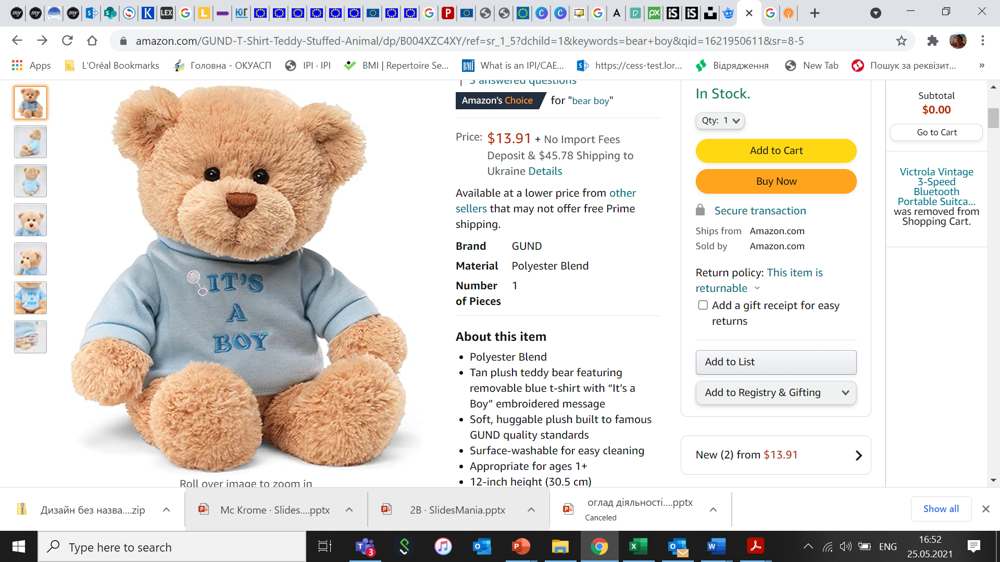 amazon.com/GUND-T-Shirt-Teddy-Stuffed-Animal/dp/B004XZC4XY/ref=sr_1_5?dchild=1&keywords=bear+boy&qid=1621950611&sr=8-5
Apps
L'Oréal Bookmarks
Головна - ОКУАСП
IPI · IPI
BMI | Repertoire Se...
What is an IPI/CAE...
https://cess-test.lor...
Відрядження
New Tab
Пошук за реквізит...
»
IT'S
A
BOY
Roll over image to zoom in
| 3 answered questions
Amazon's Choice for "bear boy"
Price: $13.91 + No Import Fees
Deposit & $45.78 Shipping to
Ukraine Details
Available at a lower price from other
sellers that may not offer free Prime
shipping.
Brand GUND
Material Polyester Blend
Number 1
of Pieces
About this item
• Polyester Blend
• Tan plush teddy bear featuring
removable blue t-shirt with “It’s a
Boy” embroidered message
• Soft, huggable plush built to famous
GUND quality standards
• Surface-washable for easy cleaning
• Appropriate for ages 1+
• 12-inch height (30.5 cm)
In Stock.
Qty: 1
Add to Cart
Buy Now
Secure transaction
Ships from Amazon.com
Sold by Amazon.com
Return policy: This item is
returnable
Add a gift receipt for easy
returns
Add to List
Add to Registry & Gifting
New (2) from $13.91
Subtotal
$0.00
Go to Cart
Victrola Vintage
3-Speed
Bluetooth
Portable Suitca...
was removed from
Shopping Cart.
Дизайн без назва....zip
Mc Krome · Slides....pptx
2B · SlidesMania.pptx
оглад діяльності....pptx
Canceled
Show all
Type here to search
3
ENG
16:52
25.05.2021